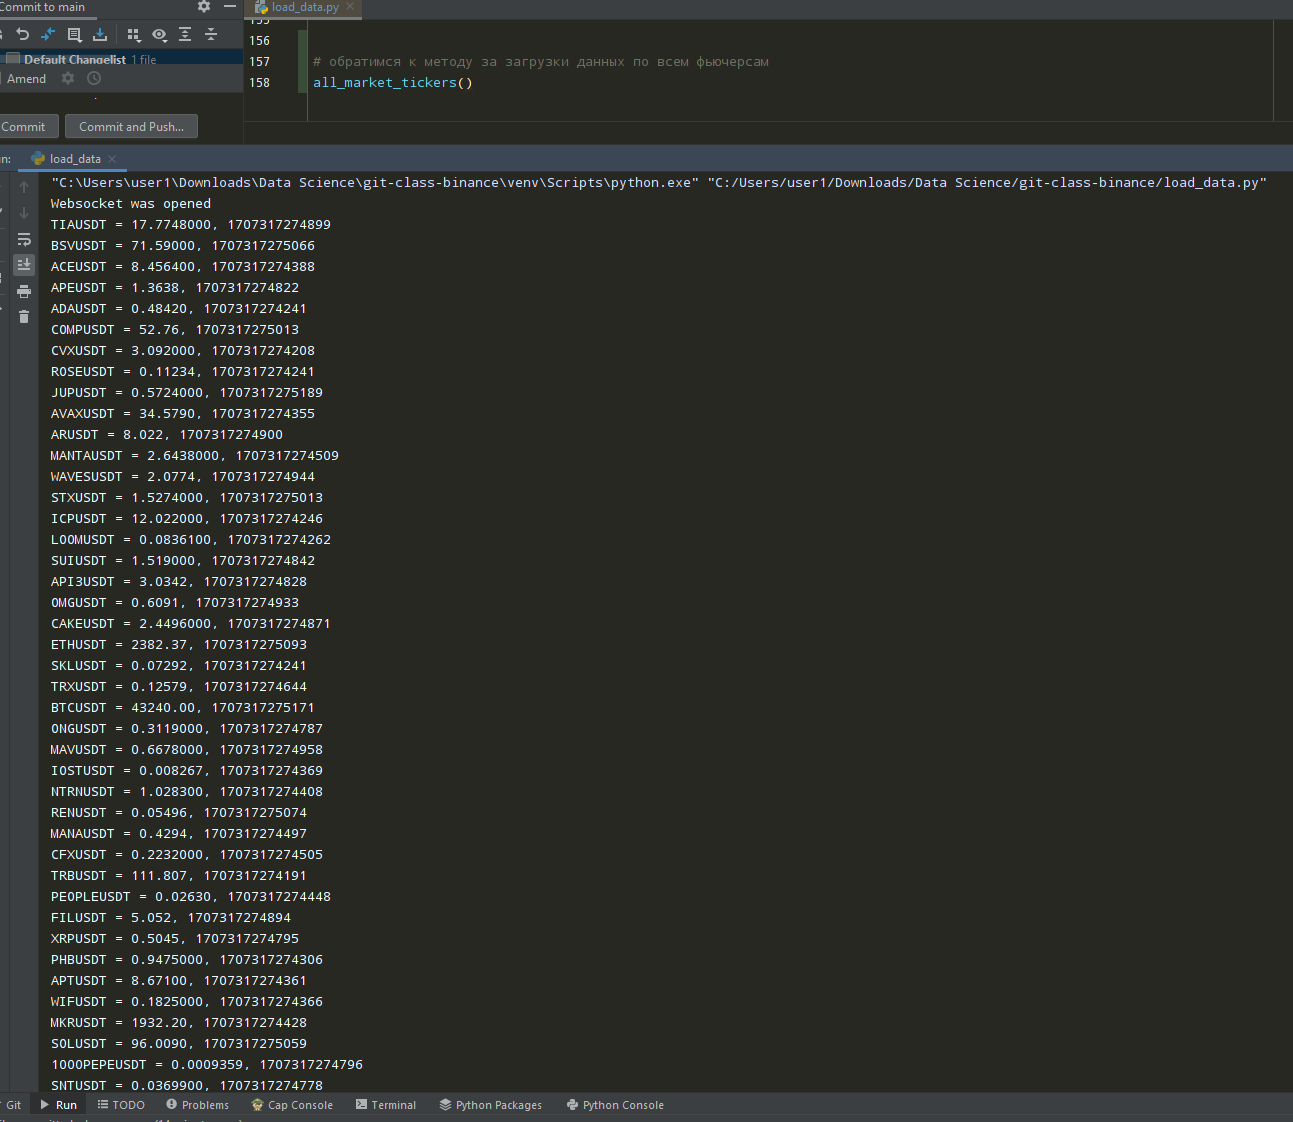 Commit to main
load_data.py
Default Changelist 1 file
Amend
Commit
Commit and Push...
156
157 # обратимся к методу за загрузки данных по всем фьючерсам
158 all_market_tickers()
load_data
"C:\Users\user1\Downloads\Data Science\git-class-binance\venv\Scripts\python.exe" "C:/Users/user1/Downloads/Data Science/git-class-binance/load_data.py"
Websocket was opened
TIAUSDT = 17.7748000, 1707317274899
BSVUSDT = 71.59000, 1707317275066
ACEUSDT = 8.456400, 1707317274388
APEUSDT = 1.3638, 1707317274822
ADAUSDT = 0.48420, 1707317274241
COMPUSDT = 52.76, 1707317275013
CVXUSDT = 3.092000, 1707317274208
ROSEUSDT = 0.11234, 1707317274241
JUPUSDT = 0.5724000, 1707317275189
AVAXUSDT = 34.5790, 1707317274355
ARUSDT = 8.022, 1707317274900
MANTAUSDT = 2.6438000, 1707317274509
WAVESUSDT = 2.0774, 1707317274944
STXUSDT = 1.5274000, 1707317275013
ICPUSDT = 12.022000, 1707317274246
LOOMUSDT = 0.0836100, 1707317274262
SUIUSDT = 1.519000, 1707317274842
API3USDT = 3.0342, 1707317274828
OMGUSDT = 0.6091, 1707317274933
CAKEUSDT = 2.4496000, 1707317274871
ETHUSDT = 2382.37, 1707317275093
SKLUSDT = 0.07292, 1707317274241
TRXUSDT = 0.12579, 1707317274644
BTCUSDT = 43240.00, 1707317275171
ONGUSDT = 0.3119000, 1707317274787
MAVUSDT = 0.6678000, 1707317274958
IOSTUSDT = 0.008267, 1707317274369
NTRNUSDT = 1.028300, 1707317274408
RENUSDT = 0.05496, 1707317275074
MANAUSDT = 0.4294, 1707317274497
CFXUSDT = 0.2232000, 1707317274505
TRBUSDT = 111.807, 1707317274191
PEOPLEUSDT = 0.02630, 1707317274448
FILUSDT = 5.052, 1707317274894
XRPUSDT = 0.5045, 1707317274795
PHBUSDT = 0.9475000, 1707317274306
APTUSDT = 8.67100, 1707317274361
WIFUSDT = 0.1825000, 1707317274366
MKRUSDT = 1932.20, 1707317274428
SOLUSDT = 96.0090, 1707317275059
1000PEPEUSDT = 0.0009359, 1707317274796
SNTUSDT = 0.0369900, 1707317274778
Git Run TODO Problems Cap Console Terminal Python Packages Python Console